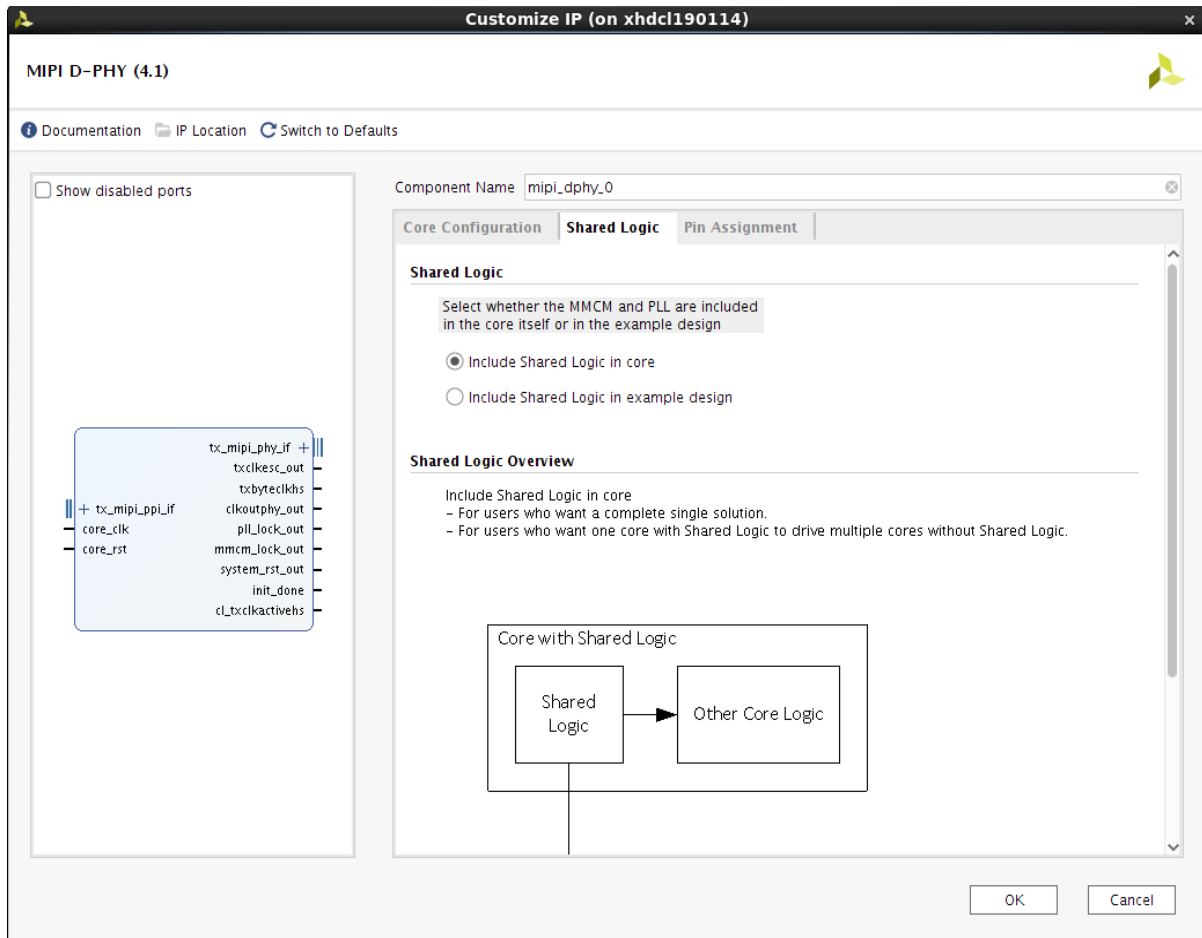 Customize IP (on xhdcl190114)
MIPI D-PHY (4.1)
Documentation IP Location Switch to Defaults
Show disabled ports
tx_mipi_phy_if
txclkesc_out
txbyteclkhs
tx_mipi_ppi_if clkoutphy_out
core_clk pll_lock_out
core_rst mmcm_lock_out
system_rst_out
init_done
cl_txclkactivehs
Component Name mipi_dphy_0
Core Configuration Shared Logic Pin Assignment
Shared Logic
Select whether the MMCM and PLL are included
in the core itself or in the example design
Include Shared Logic in core
Include Shared Logic in example design
Shared Logic Overview
Include Shared Logic in core
- For users who want a complete single solution.
- For users who want one core with Shared Logic to drive multiple cores without Shared Logic.
Core with Shared Logic
Shared
Logic
Other Core Logic
OK Cancel